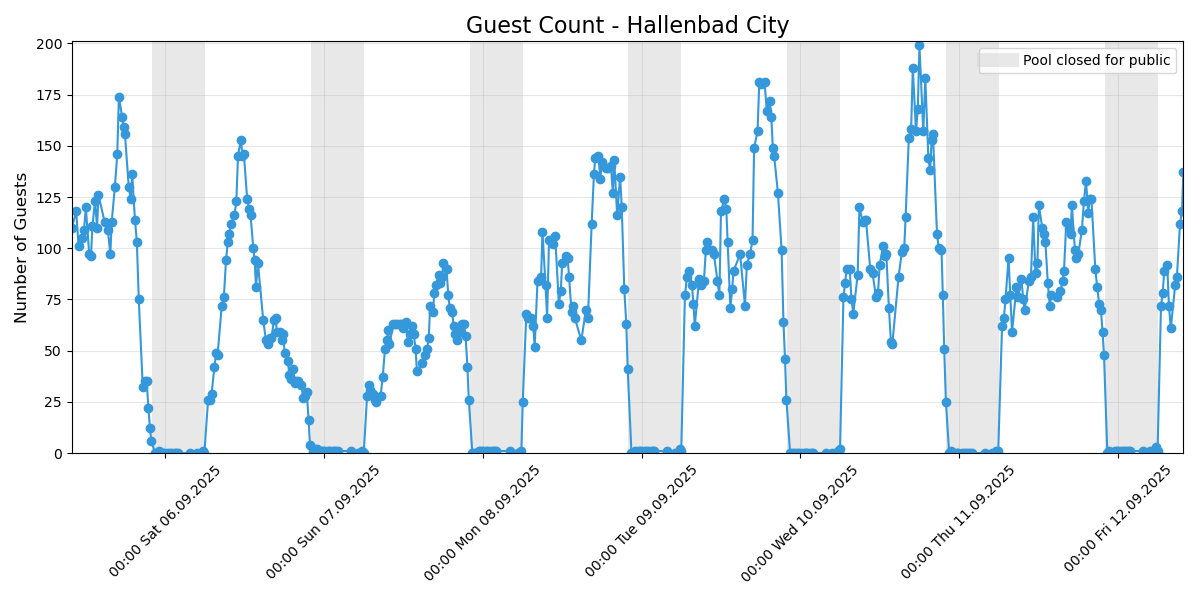 Guest Count - Hallenbad City
Number of Guests
200
175
150
125
100
75
50
25
0
Pool closed for public
00:00 Sat 06.09.2025
00:00 Sun 07.09.2025
00:00 Mon 08.09.2025
00:00 Tue 09.09.2025
00:00 Wed 10.09.2025
00:00 Thu 11.09.2025
00:00 Fri 12.09.2025